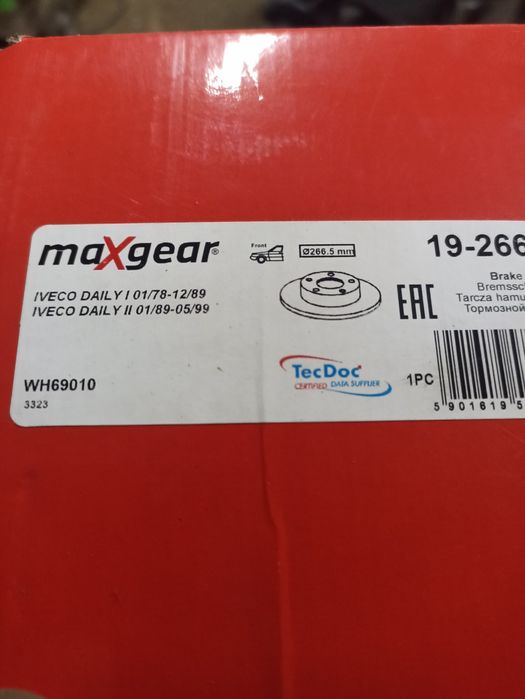 maXgear®
Front
Ø266.5 mm
19-266
IVECO DAILY I 01/78-12/89
IVECO DAILY II 01/89-05/99
EAC
Brake
Bremssch
Tarcza hamu
Тормозной
TecDoc
CERTIFIED DATA SUPPLIER
WH69010
3323
1PC
5 901619 5